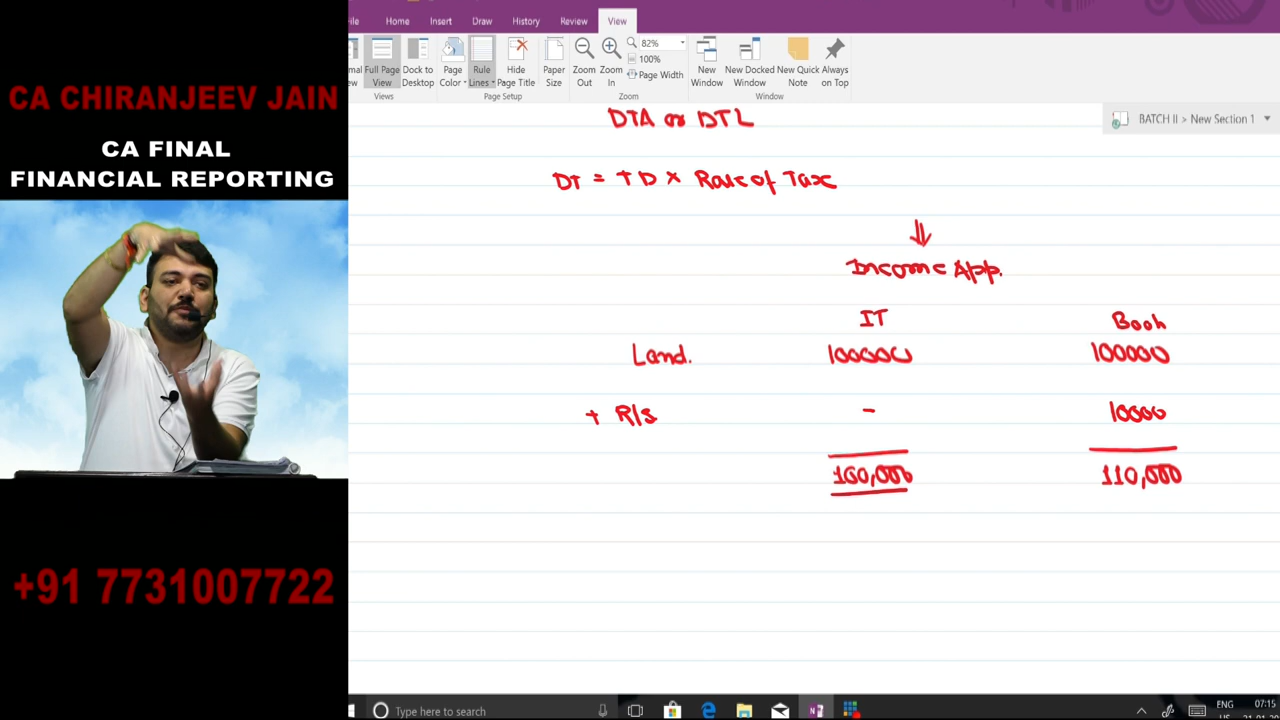 CA CHIRANJEEV JAIN
CA FINAL
FINANCIAL REPORTING
+91 7731007722
Home Insert Draw History Review View
Full Page View
Dock to Desktop
Views
Page Color
Rule Lines
Hide Page Title
Paper Size
Page Setup
Zoom Out
Zoom In
82%
100%
Page Width
Zoom
New Window
New Docked Window
New Quick Note
Always on Top
Window
BATCH II > New Section 1
DTA or DTL
DT = TD × Rate of Tax
Income App.
IT Book
Land. 100000 100000
+ R/s - 10000
100,000 110,000
Type here to search
ENG 07:15